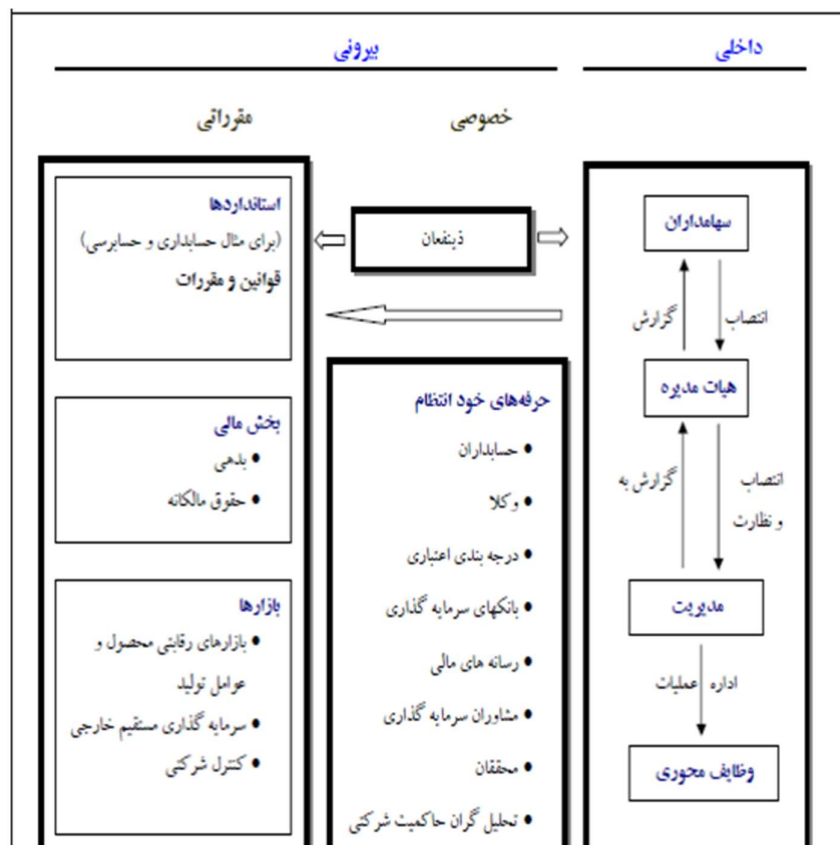 داخلی
بیرونی
خصوصی
مقرراتی
سهامداران
گزارش
انتصاب
هیات مدیره
گزارش به
انتصاب
و نظارت
مدیریت
اداره عملیات
وظایف محوری
ذینفعان
حرفه‌های خود انتظام
• حسابداران
• وکلا
• درجه بندی اعتباری
• بانکهای سرمایه گذاری
• رسانه های مالی
• مشاوران سرمایه گذاری
• محققان
• تحلیل گران حاکمیت شرکتی
استانداردها
(برای مثال حسابداری و حسابرسی)
قوانین و مقررات
بخش مالی
• بدهی
• حقوق مالکانه
بازارها
• بازارهای رقابتی محصول و
عوامل تولید
• سرمایه گذاری مستقیم خارجی
• کنترل شرکتی